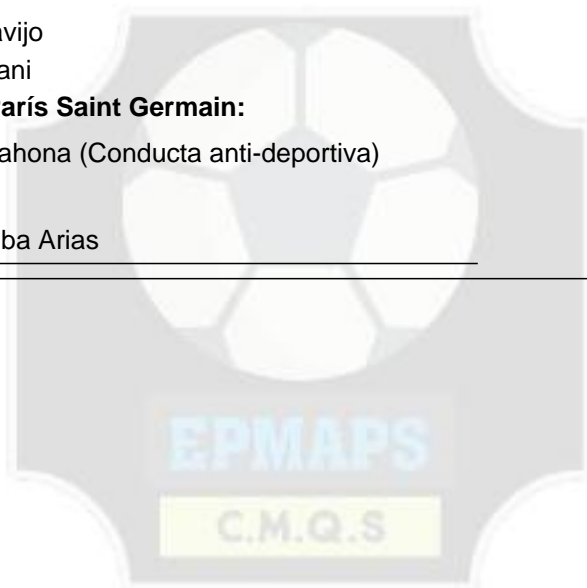 avijo
ani
arís Saint Germain:
ahona (Conducta anti-deportiva)
ba Arias
EPMAPS
C.M.Q.S